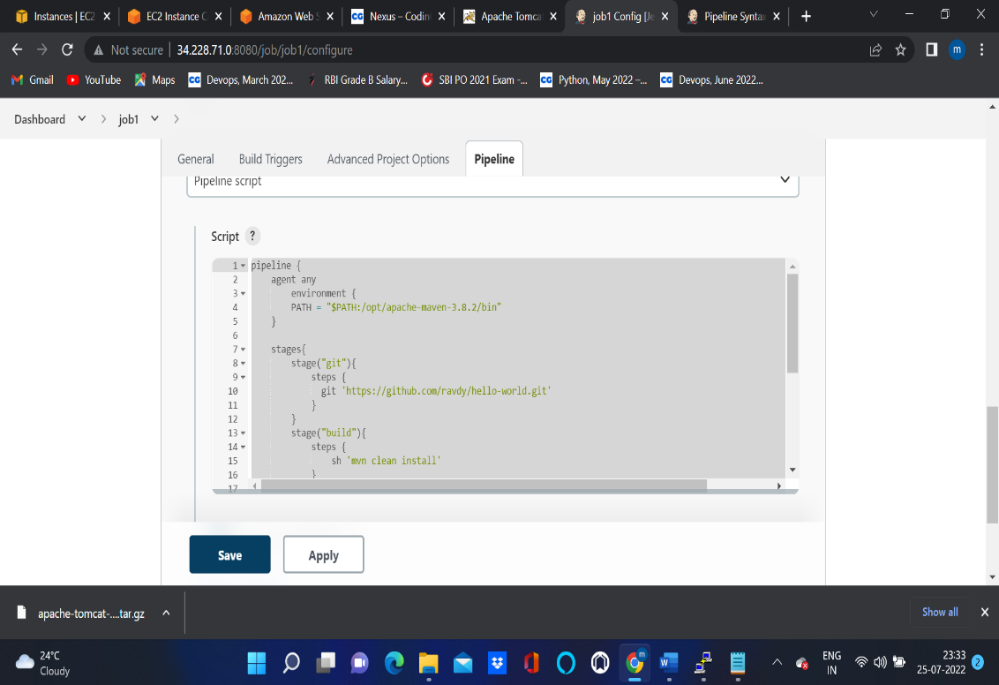 Instances | EC2
EC2 Instance C
Amazon Web S
Nexus – Codin
Apache Tomca
job1 Config [Je
Pipeline Syntax
Not secure
34.228.71.0:8080/job/job1/configure
m
Gmail
YouTube
Maps
CG
Devops, March 202...
RBI Grade B Salary...
SBI PO 2021 Exam -...
CG
Python, May 2022 –...
CG
Devops, June 2022...
Dashboard
job1
General
Build Triggers
Advanced Project Options
Pipeline
Pipeline script
Script ?
1 pipeline {
2 agent any
3 environment {
4 PATH = "$PATH:/opt/apache-maven-3.8.2/bin"
5 }
6
7 stages{
8 stage("git"){
9 steps {
10 git 'https://github.com/ravdy/hello-world.git'
11 }
12 }
13 stage("build"){
14 steps {
15 sh 'mvn clean install'
16 }
17
Save
Apply
apache-tomcat-....tar.gz
Show all
24°C
Cloudy
ENG
IN
23:33
25-07-2022
2